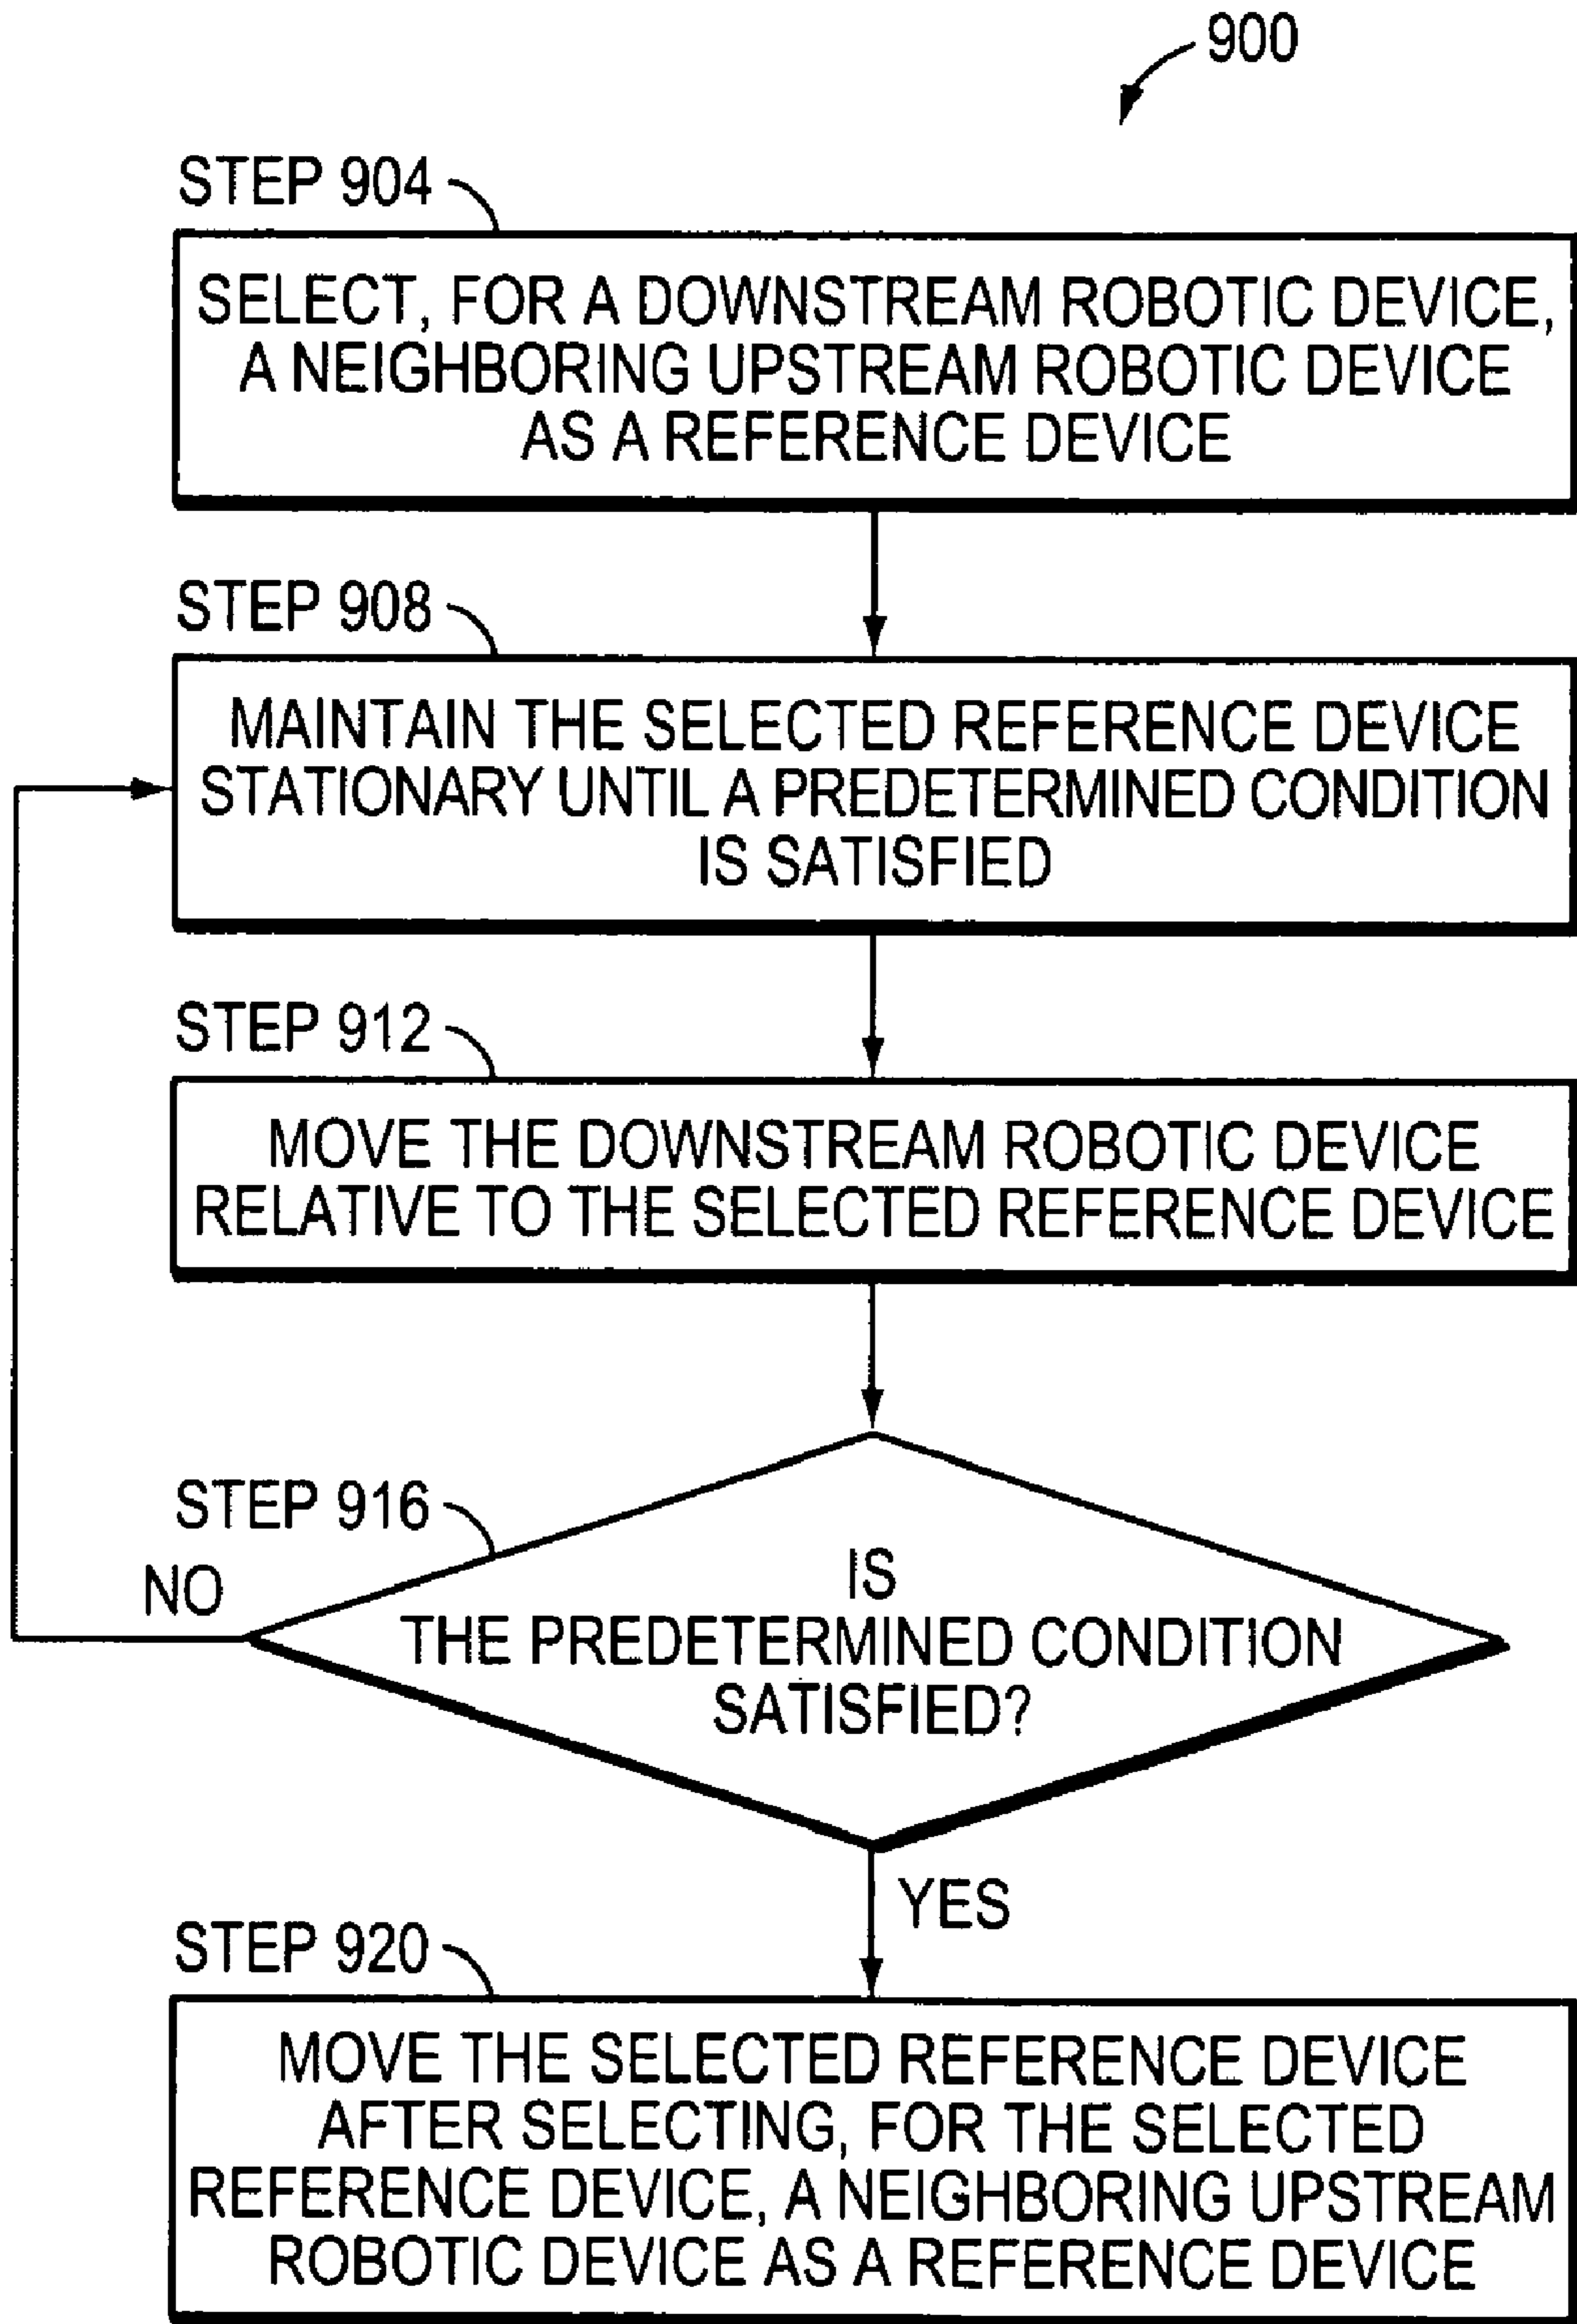 900
STEP 904
SELECT, FOR A DOWNSTREAM ROBOTIC DEVICE,
A NEIGHBORING UPSTREAM ROBOTIC DEVICE
AS A REFERENCE DEVICE
STEP 908
MAINTAIN THE SELECTED REFERENCE DEVICE
STATIONARY UNTIL A PREDETERMINED CONDITION
IS SATISFIED
STEP 912
MOVE THE DOWNSTREAM ROBOTIC DEVICE
RELATIVE TO THE SELECTED REFERENCE DEVICE
STEP 916
NO
IS
THE PREDETERMINED CONDITION
SATISFIED?
YES
STEP 920
MOVE THE SELECTED REFERENCE DEVICE
AFTER SELECTING, FOR THE SELECTED
REFERENCE DEVICE, A NEIGHBORING UPSTREAM
ROBOTIC DEVICE AS A REFERENCE DEVICE